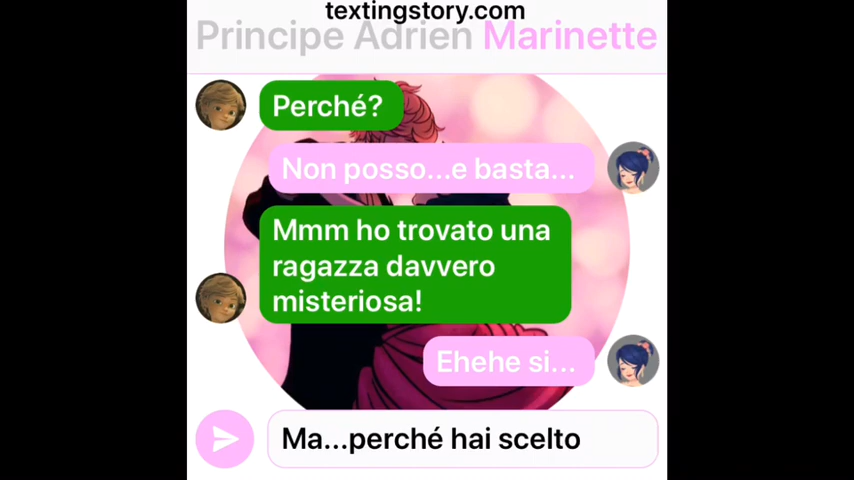 textingstory.com
Principe Adrien Marinette
Perché?
Non posso...e basta...
Mmm ho trovato una
ragazza davvero
misteriosa!
Ehehe si...
Ma...perché hai scelto